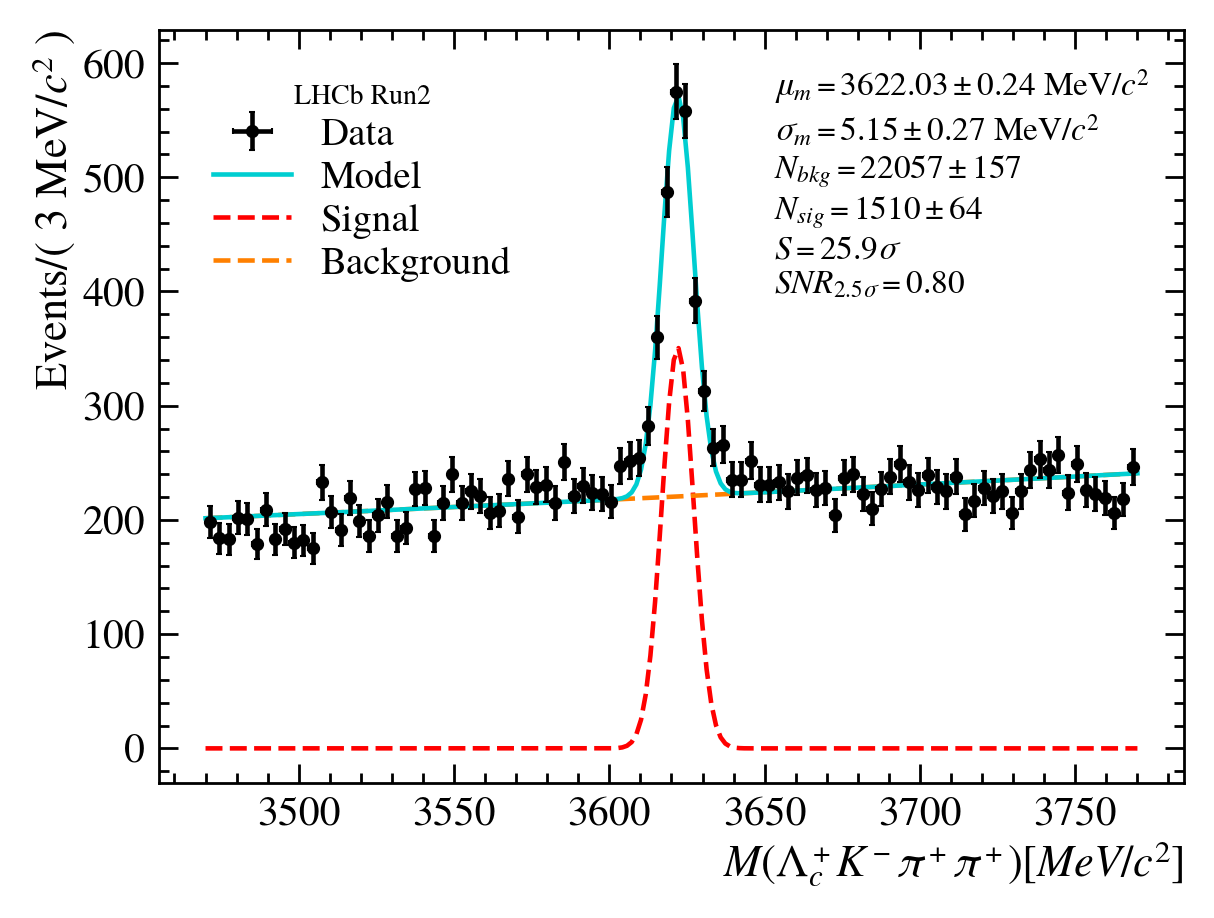 Events/( 3 MeV/c² )
600
500
400
300
200
100
0
LHCb Run2
Data
Model
Signal
Background
μ_m = 3622.03 ± 0.24 MeV/c²
σ_m = 5.15 ± 0.27 MeV/c²
N_bkg = 22057 ± 157
N_sig = 1510 ± 64
S = 25.9σ
SNR_2.5σ = 0.80
3500 3550 3600 3650 3700 3750
M(Λ_c⁺ K⁻ π⁺ π⁺)[MeV/c²]